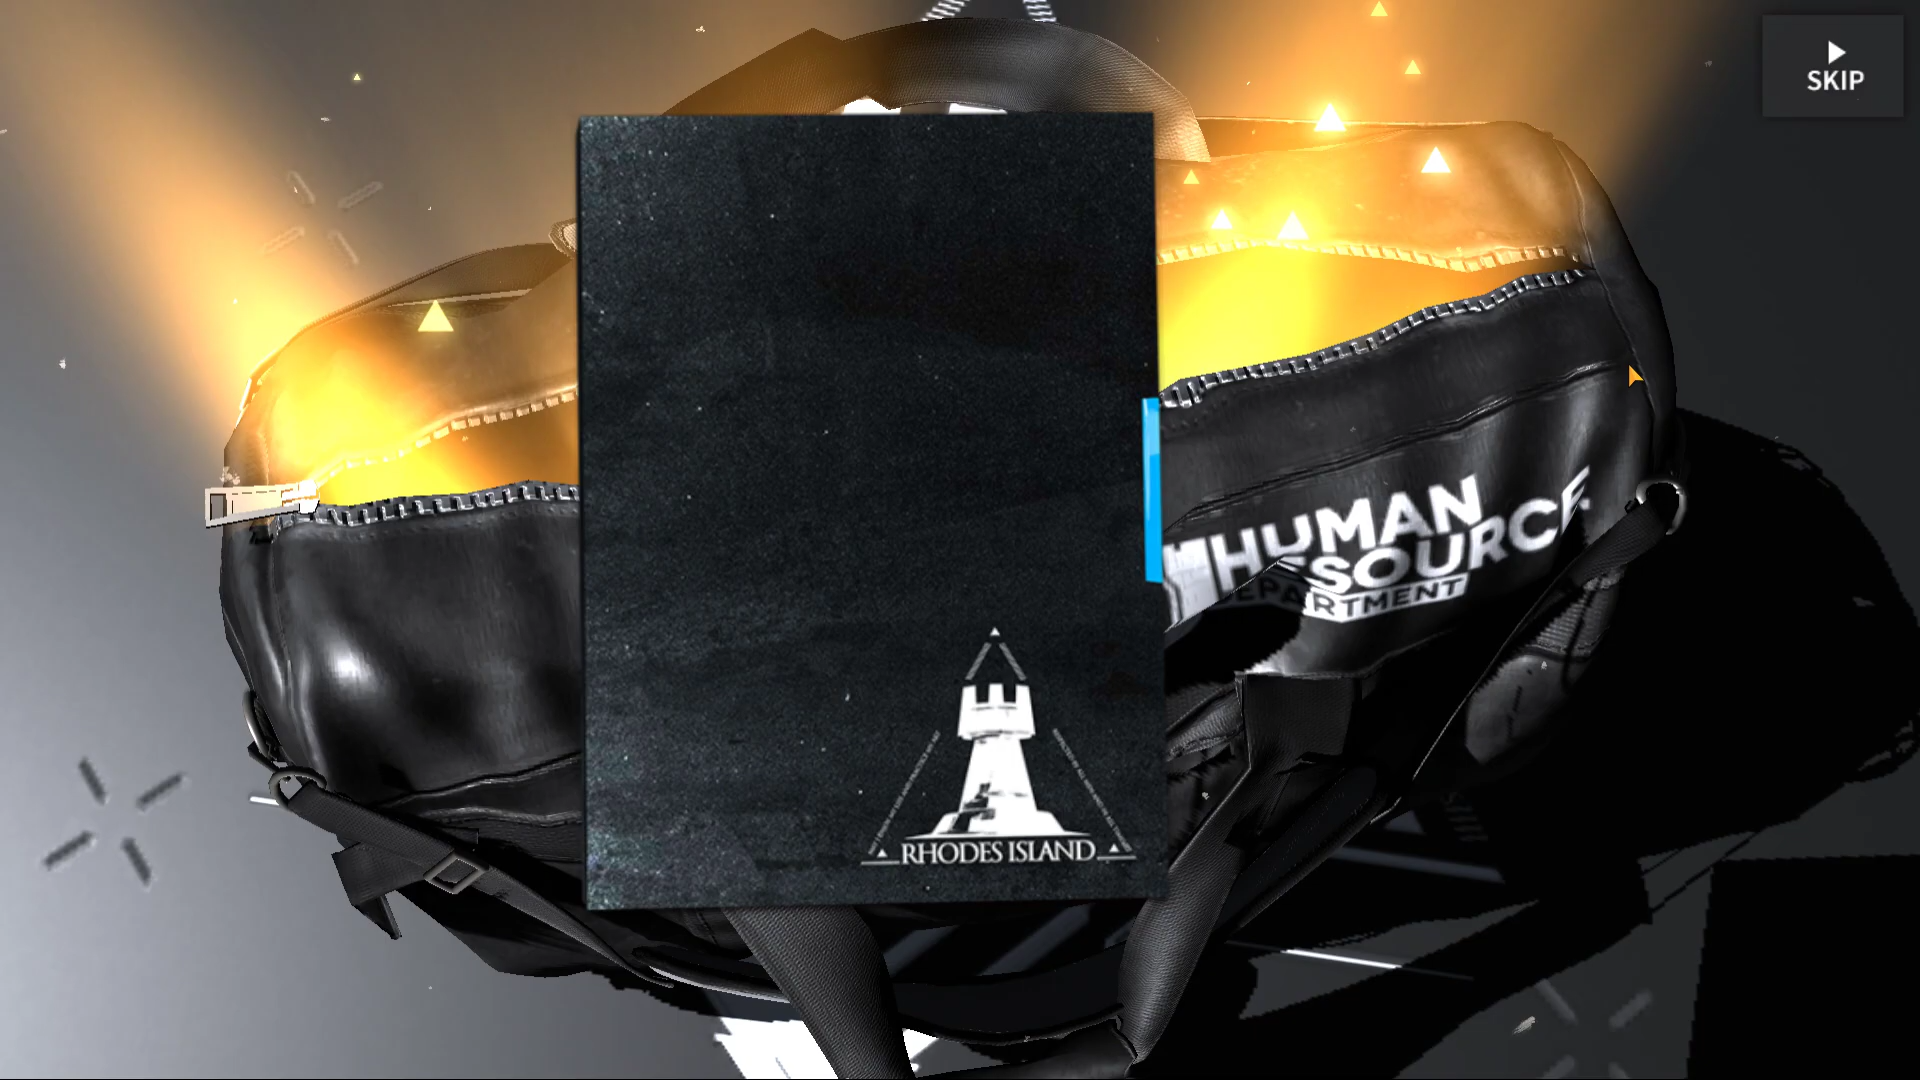 SKIP
HUMAN
RESOURCE
DEPARTMENT
RHODES ISLAND